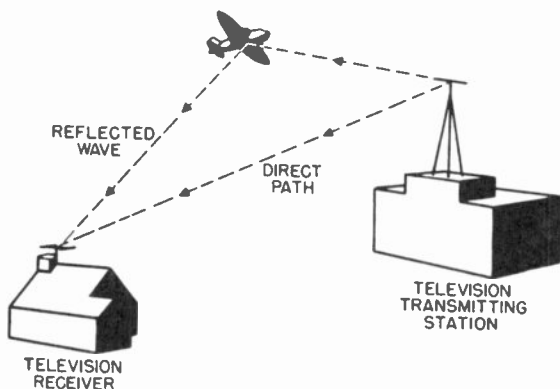 REFLECTED
WAVE
DIRECT
PATH
TELEVISION
TRANSMITTING
STATION
TELEVISION
RECEIVER